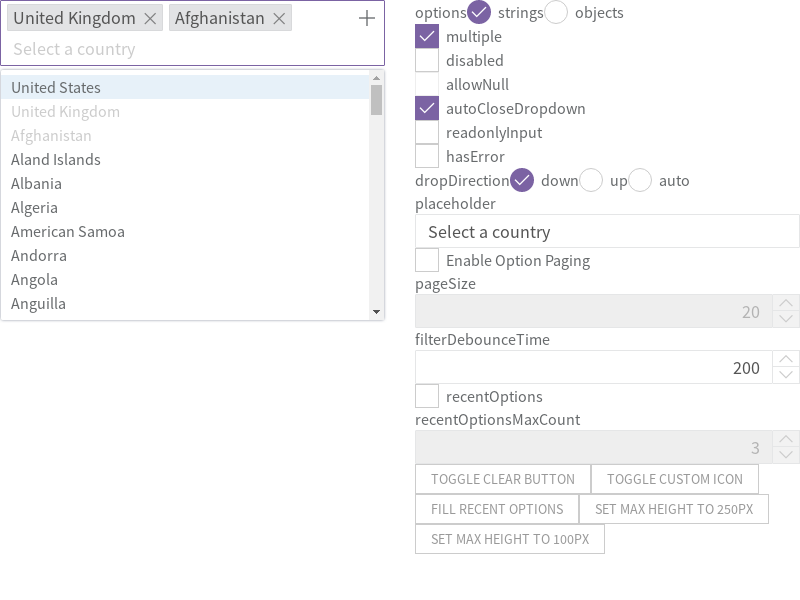 United Kingdom Afghanistan
Select a country
United States
United Kingdom
Afghanistan
Aland Islands
Albania
Algeria
American Samoa
Andorra
Angola
Anguilla
options strings objects
multiple
disabled
allowNull
autoCloseDropdown
readonlyInput
hasError
dropDirection down up auto
placeholder
Select a country
Enable Option Paging
pageSize
20
filterDebounceTime
200
recentOptions
recentOptionsMaxCount
3
TOGGLE CLEAR BUTTON TOGGLE CUSTOM ICON
FILL RECENT OPTIONS SET MAX HEIGHT TO 250PX
SET MAX HEIGHT TO 100PX